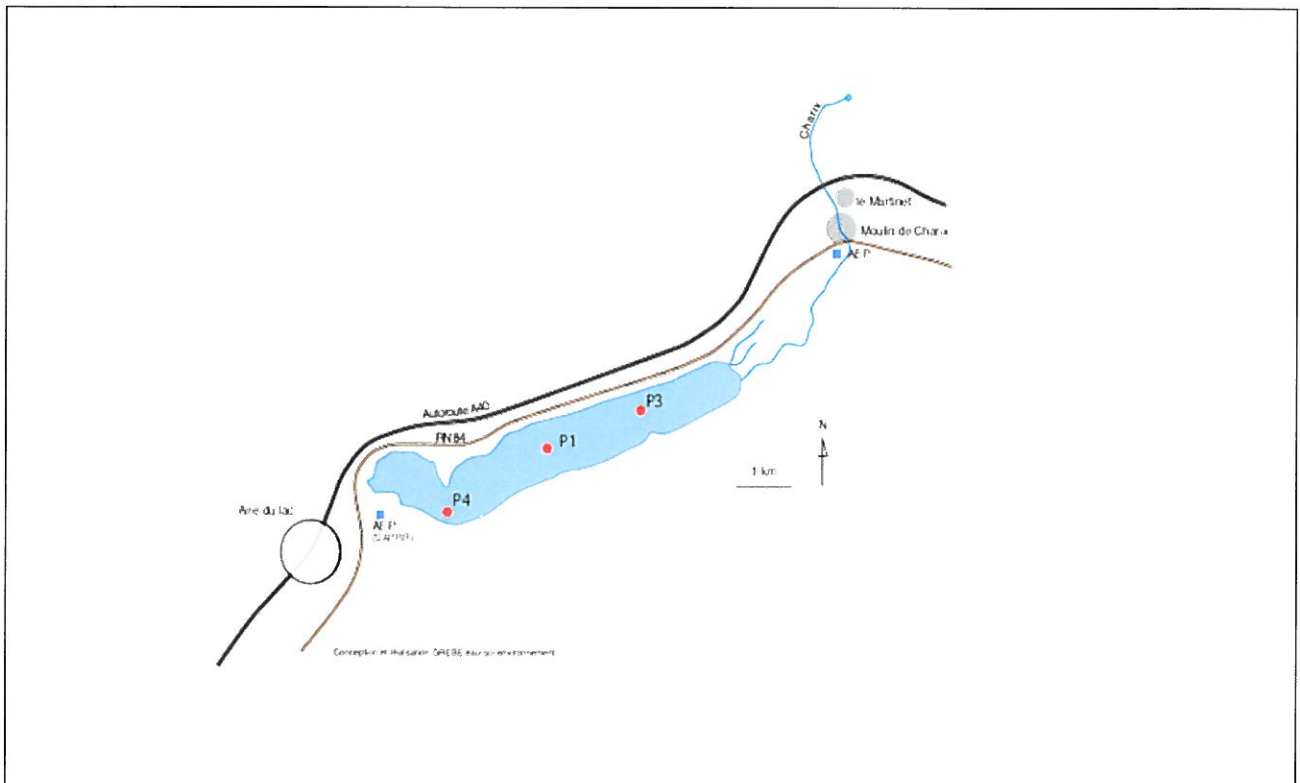 Charix
le Martinet
Moulin de Charix
AEP
P3
Autoroute A40
RN 84
P1
N
1 km
P4
Aire du lac
AEP
Conception et réalisation GREBE eau sol environnement